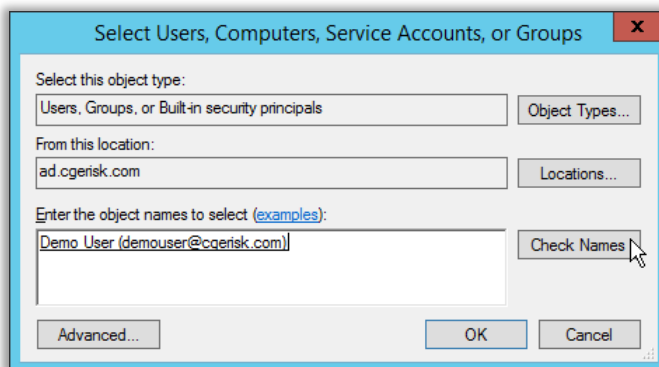 Select Users, Computers, Service Accounts, or Groups
x
Select this object type:
Users, Groups, or Built-in security principals
Object Types...
From this location:
ad.cgerisk.com
Locations...
Enter the object names to select (examples):
Demo User (demouser@cgerisk.com)
Check Names
Advanced...
OK
Cancel